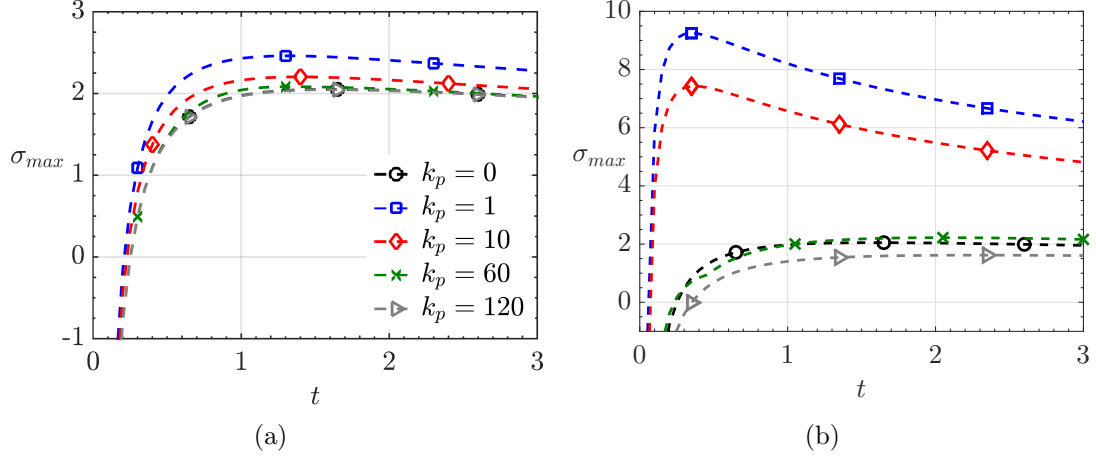 3
2
1
0
-1
σ_max
0
1
2
3
t
k_p = 0
k_p = 1
k_p = 10
k_p = 60
k_p = 120
(a)
10
8
6
4
2
0
σ_max
0
1
2
3
t
(b)